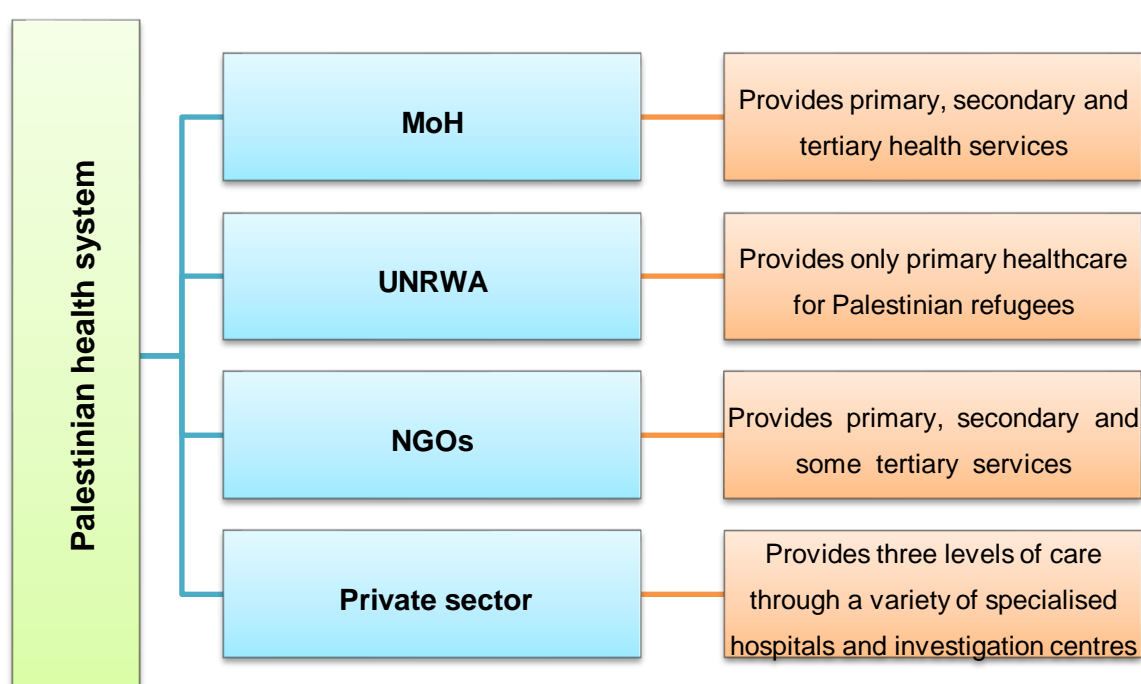 Palestinian health system
MoH
Provides primary, secondary and
tertiary health services
UNRWA
Provides only primary healthcare
for Palestinian refugees
NGOs
Provides primary, secondary and
some tertiary services
Private sector
Provides three levels of care
through a variety of specialised
hospitals and investigation centres